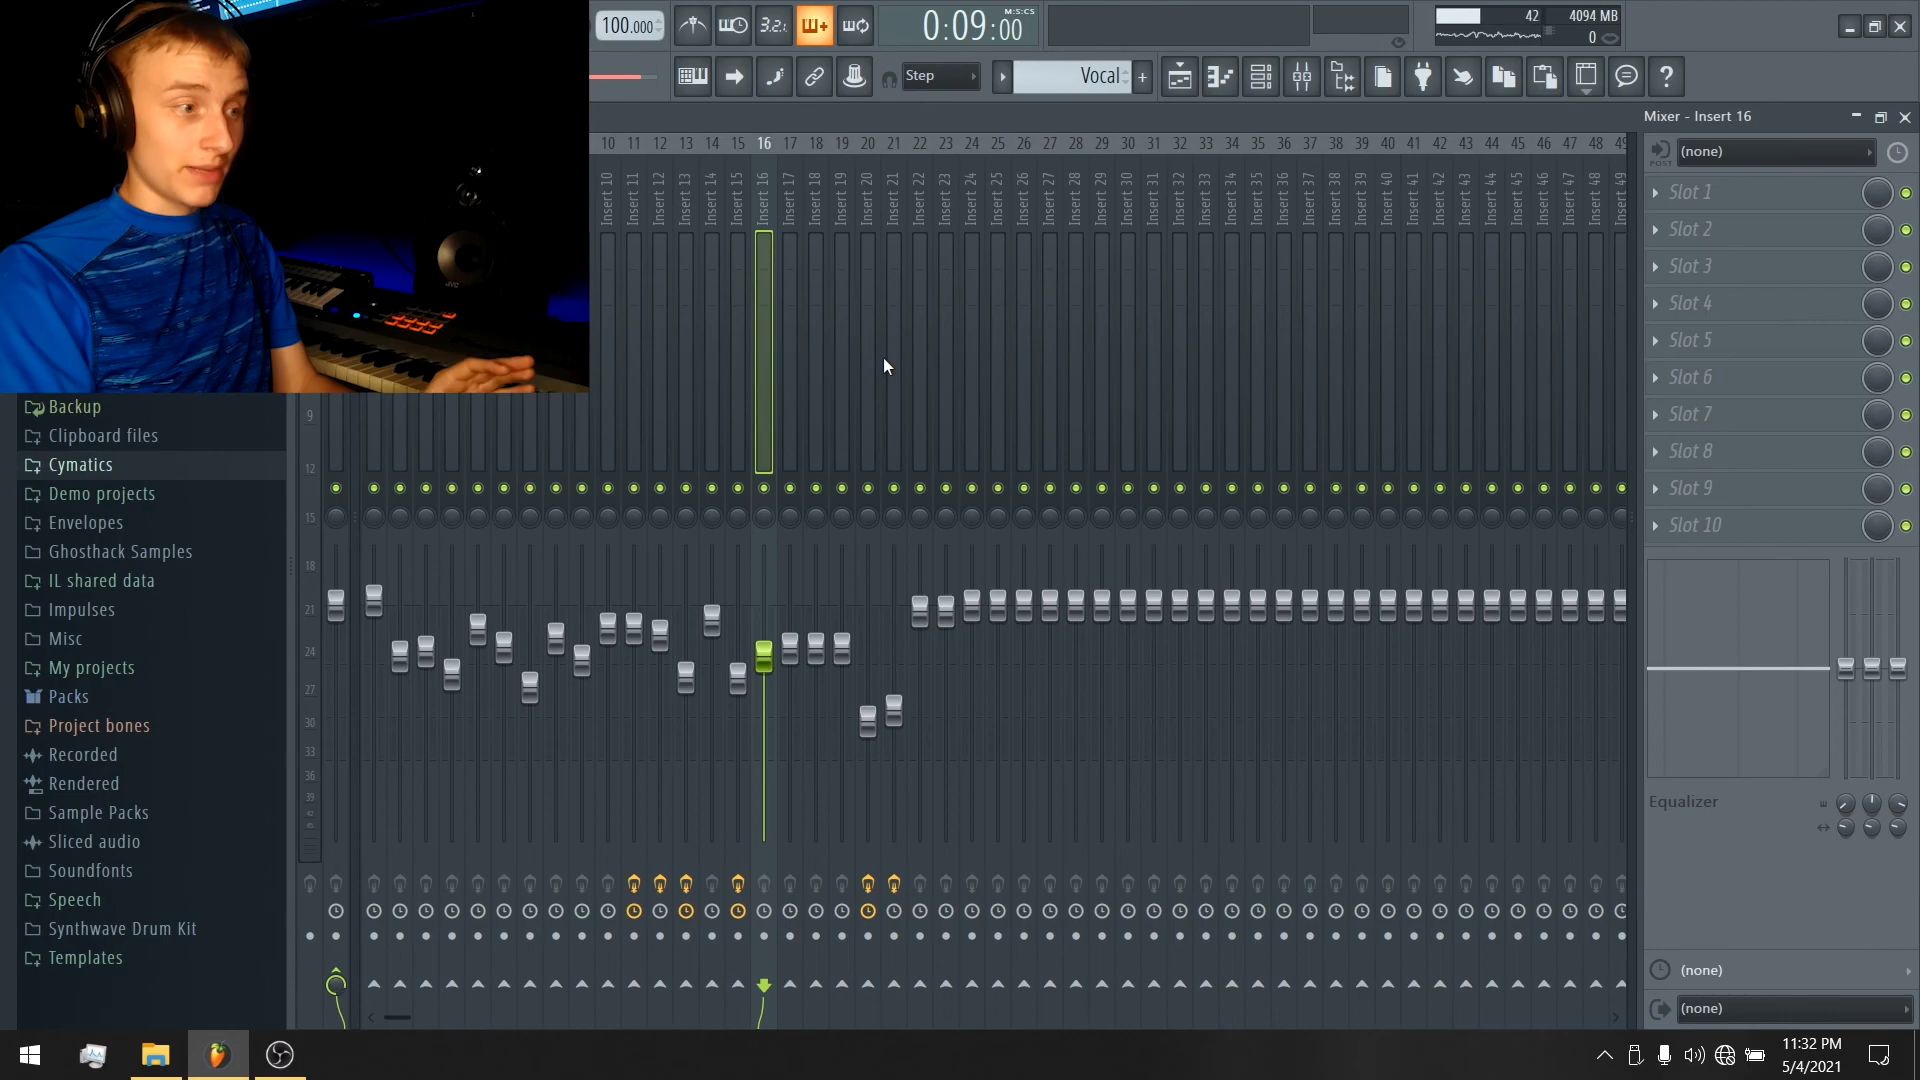 100.000
3.2.1
0:09:00
M:S:CS
42
4094 MB
0
Step
Vocal
+
?
Mixer - Insert 16
10 11 12 13 14 15 16 17 18 19 20 21 22 23 24 25 26 27 28 29 30 31 32 33 34 35 36 37 38 39 40 41 42 43 44 45 46 47 48 49
Insert 10
Insert 11
Insert 12
Insert 13
Insert 14
Insert 15
Insert 16
Insert 17
Insert 18
Insert 19
Insert 20
Insert 21
Insert 22
Insert 23
Insert 24
Insert 25
Insert 26
Insert 27
Insert 28
Insert 29
Insert 30
Insert 31
Insert 32
Insert 33
Insert 34
Insert 35
Insert 36
Insert 37
Insert 38
Insert 39
Insert 40
Insert 41
Insert 42
Insert 43
Insert 44
Insert 45
Insert 46
Insert 47
Insert 48
Insert 49
POST
(none)
Slot 1
Slot 2
Slot 3
Slot 4
Slot 5
Slot 6
Slot 7
Slot 8
Slot 9
Slot 10
Equalizer
(none)
(none)
JVC
Backup
Clipboard files
Cymatics
Demo projects
Envelopes
Ghosthack Samples
IL shared data
Impulses
Misc
My projects
Packs
Project bones
Recorded
Rendered
Sample Packs
Sliced audio
Soundfonts
Speech
Synthwave Drum Kit
Templates
9
12
15
18
21
24
27
30
33
36
39
11:32 PM
5/4/2021